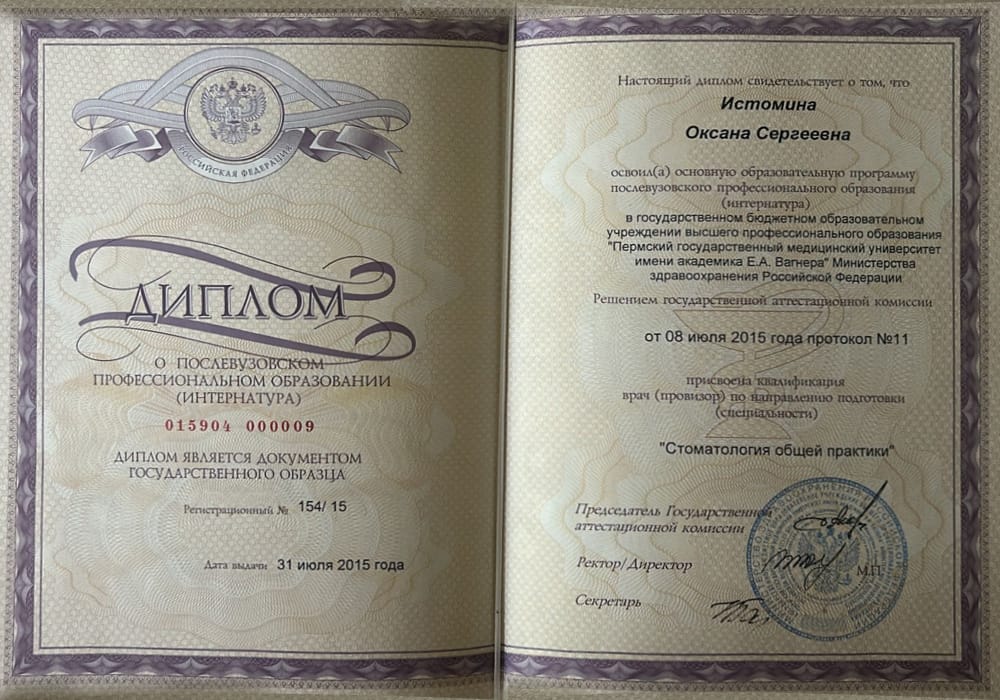 РОССИЙСКАЯ ФЕДЕРАЦИЯ
ДИПЛОМ
О ПОСЛЕВУЗОВСКОМ
ПРОФЕССИОНАЛЬНОМ ОБРАЗОВАНИИ
(ИНТЕРНАТУРА)
015904 000009
ДИПЛОМ ЯВЛЯЕТСЯ ДОКУМЕНТОМ
ГОСУДАРСТВЕННОГО ОБРАЗЦА
Регистрационный № 154/ 15
Дата выдачи 31 июля 2015 года
Настоящий диплом свидетельствует о том, что
Истомина
Оксана Сергеевна
освоил(а) основную образовательную программу
послевузовского профессионального образования
(интернатура)
в государственном бюджетном образовательном
учреждении высшего профессионального образования
"Пермский государственный медицинский университет
имени академика Е.А. Вагнера" Министерства
здравоохранения Российской Федерации
Решением государственной аттестационной комиссии
от 08 июля 2015 года протокол №11
присвоена квалификация
врач (провизор) по направлению подготовки
(специальности)
"Стоматология общей практики"
Председатель Государственной
аттестационной комиссии
Ректор/Директор
М.П.
Секретарь